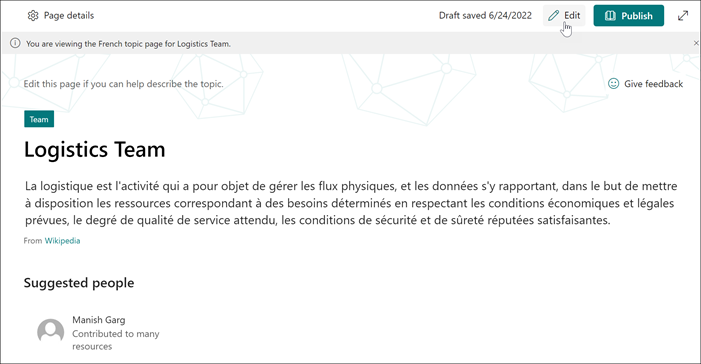 Page details
Draft saved 6/24/2022
Edit
Publish
You are viewing the French topic page for Logistics Team.
Edit this page if you can help describe the topic.
Give feedback
Team
Logistics Team
La logistique est l'activité qui a pour objet de gérer les flux physiques, et les données s'y rapportant, dans le but de mettre
à disposition les ressources correspondant à des besoins déterminés en respectant les conditions économiques et légales
prévues, le degré de qualité de service attendu, les conditions de sécurité et de sûreté réputées satisfaisantes.
From Wikipedia
Suggested people
Manish Garg
Contributed to many
resources